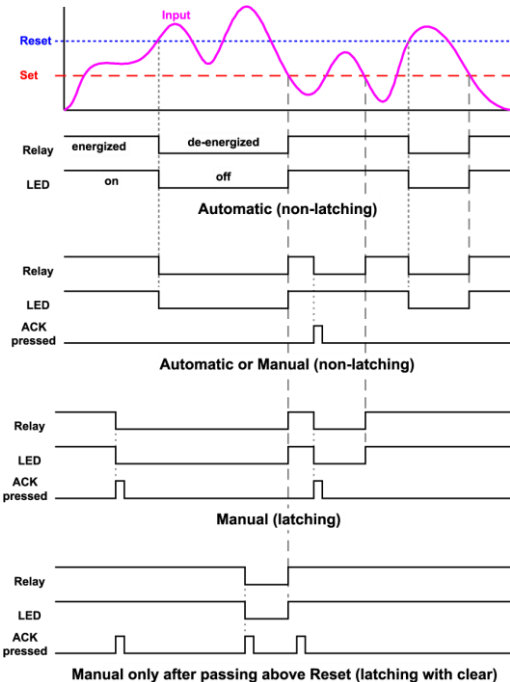 Input
Reset
Set
Relay energized de-energized
LED on off
Automatic (non-latching)
Relay
LED
ACK
pressed
Automatic or Manual (non-latching)
Relay
LED
ACK
pressed
Manual (latching)
Relay
LED
ACK
pressed
Manual only after passing above Reset (latching with clear)